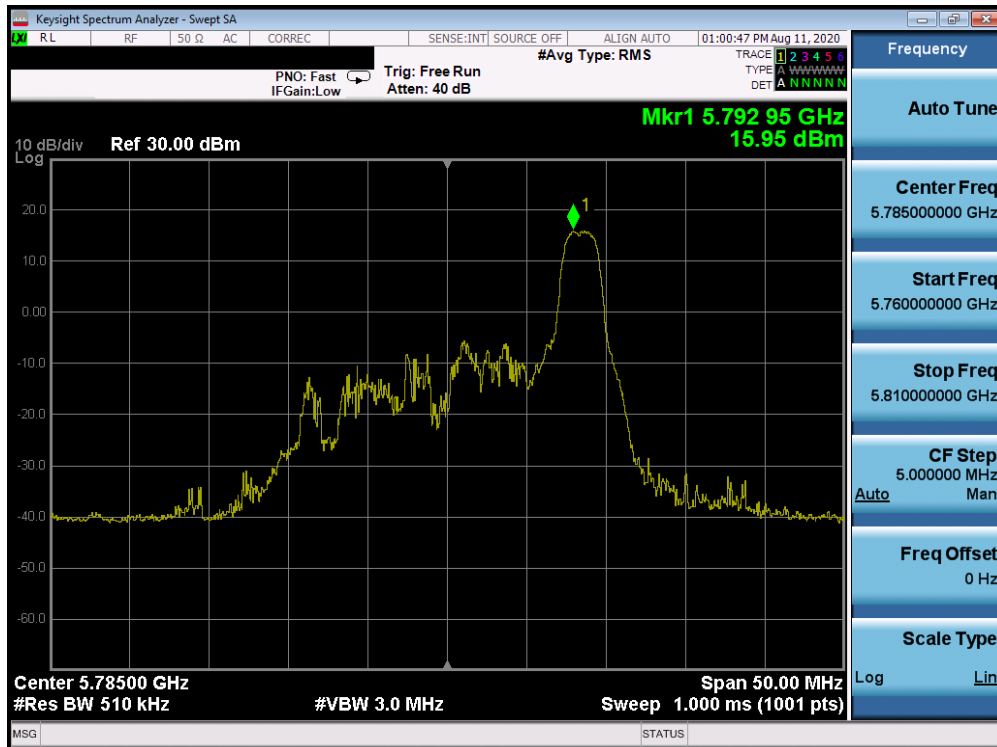 Keysight Spectrum Analyzer - Swept SA
LXI RL RF 50 Ω AC CORREC SENSE:INT SOURCE OFF ALIGN AUTO 01:00:47 PM Aug 11, 2020
#Avg Type: RMS
TRACE 1 2 3 4 5 6
TYPE A WWWWW
DET A N N N N N
PNO: Fast
IFGain:Low
Trig: Free Run
Atten: 40 dB
Mkr1 5.792 95 GHz
15.95 dBm
10 dB/div
Log
Ref 30.00 dBm
1
20.0
10.0
0.00
-10.0
-20.0
-30.0
-40.0
-50.0
-60.0
Center 5.78500 GHz
Span 50.00 MHz
#Res BW 510 kHz
#VBW 3.0 MHz
Sweep 1.000 ms (1001 pts)
MSG
STATUS
Frequency
Auto Tune
Center Freq
5.785000000 GHz
Start Freq
5.760000000 GHz
Stop Freq
5.810000000 GHz
CF Step
5.000000 MHz
Auto Man
Freq Offset
0 Hz
Scale Type
Log Lin